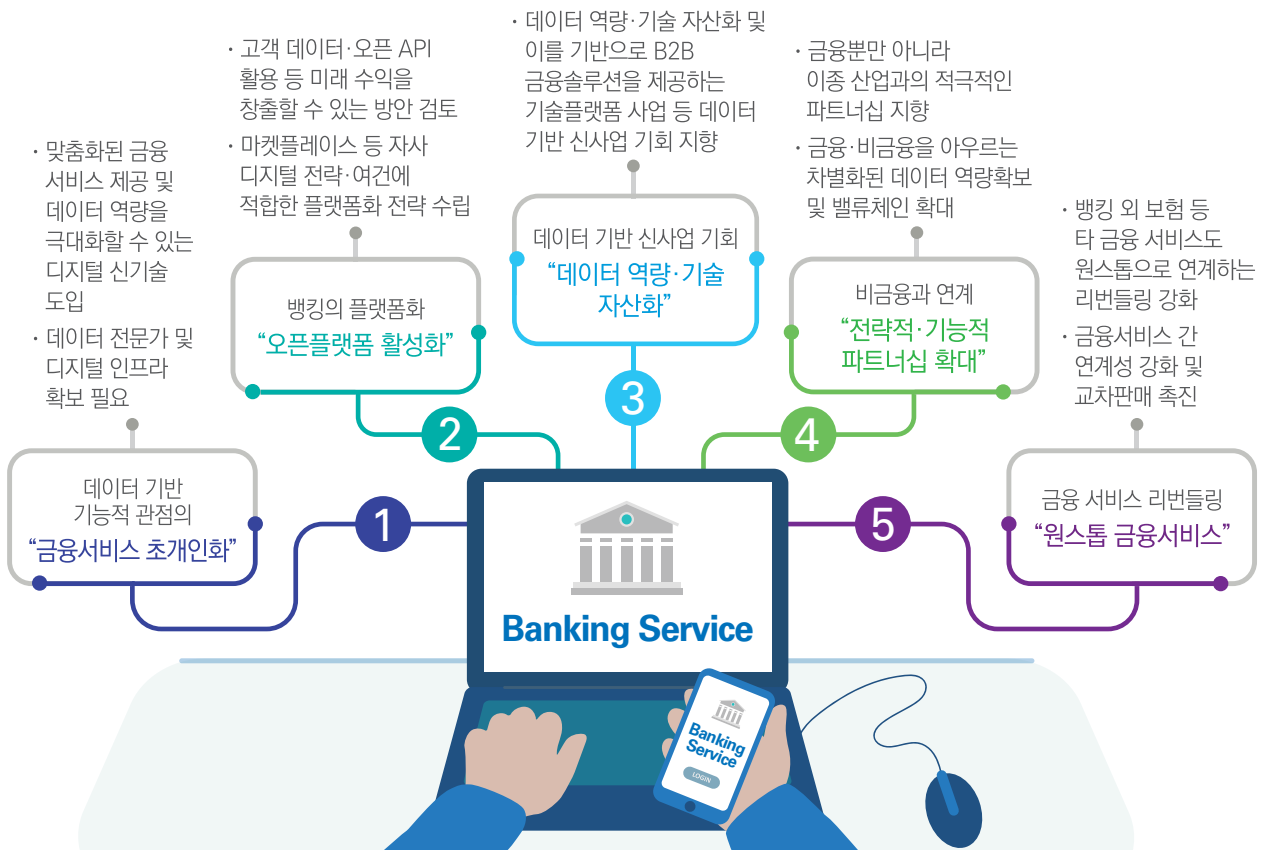 · 맞춤화된 금융
서비스 제공 및
데이터 역량을
극대화할 수 있는
디지털 신기술
도입
· 데이터 전문가 및
디지털 인프라
확보 필요
데이터 기반
기능적 관점의
“금융서비스 초개인화”
1
· 고객 데이터·오픈 API
활용 등 미래 수익을
창출할 수 있는 방안 검토
· 마켓플레이스 등 자사
디지털 전략·여건에
적합한 플랫폼화 전략 수립
뱅킹의 플랫폼화
“오픈플랫폼 활성화”
2
· 데이터 역량·기술 자산화 및
이를 기반으로 B2B
금융솔루션을 제공하는
기술플랫폼 사업 등 데이터
기반 신사업 기회 지향
데이터 기반 신사업 기회
“데이터 역량·기술
자산화”
3
· 금융뿐만 아니라
이종 산업과의 적극적인
파트너십 지향
· 금융·비금융을 아우르는
차별화된 데이터 역량확보
및 밸류체인 확대
비금융과 연계
“전략적·기능적
파트너십 확대”
4
· 뱅킹 외 보험 등
타 금융 서비스도
원스톱으로 연계하는
리번들링 강화
· 금융서비스 간
연계성 강화 및
교차판매 촉진
금융 서비스 리번들링
“원스톱 금융서비스”
5
Banking Service
Banking
Service
LOGIN